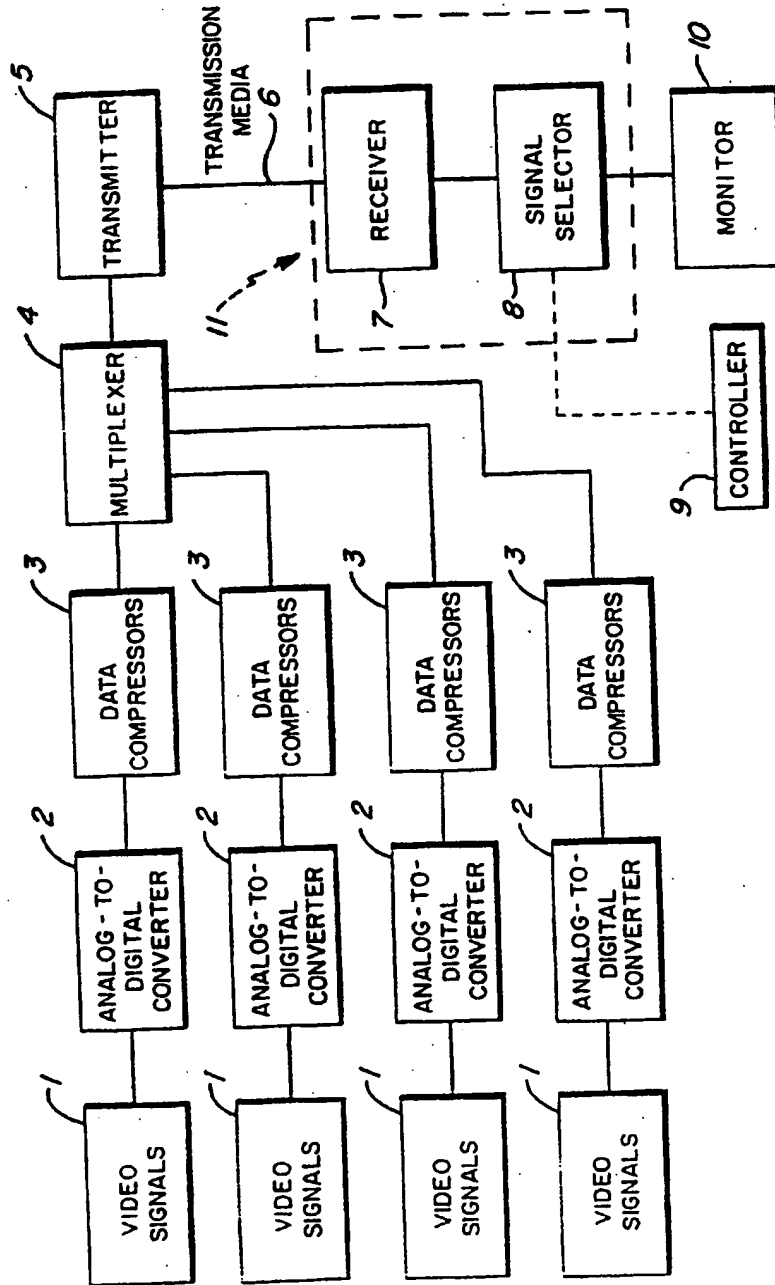 1
VIDEO
SIGNALS
2
ANALOG-TO-
DIGITAL
CONVERTER
3
DATA
COMPRESSORS
4
MULTIPLEXER
5
TRANSMITTER
1
VIDEO
SIGNALS
2
ANALOG-TO-
DIGITAL
CONVERTER
3
DATA
COMPRESSORS
TRANSMISSION
MEDIA
6
1
VIDEO
SIGNALS
2
ANALOG-TO-
DIGITAL
CONVERTER
3
DATA
COMPRESSORS
11
RECEIVER
7
1
VIDEO
SIGNALS
2
ANALOG-TO-
DIGITAL
CONVERTER
3
DATA
COMPRESSORS
SIGNAL
SELECTOR
8
9
CONTROLLER
10
MONITOR